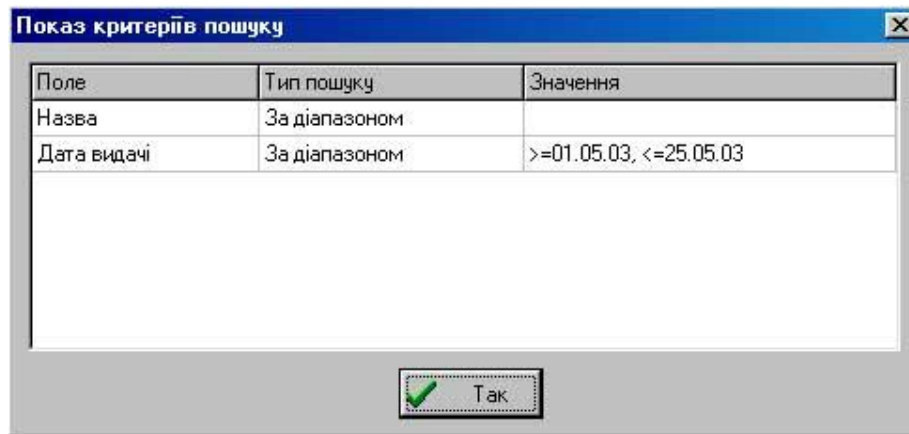 Показ критеріїв пошуку
Поле Тип пошуку Значення
Назва За діапазоном
Дата видачі За діапазоном >=01.05.03, <=25.05.03
Так